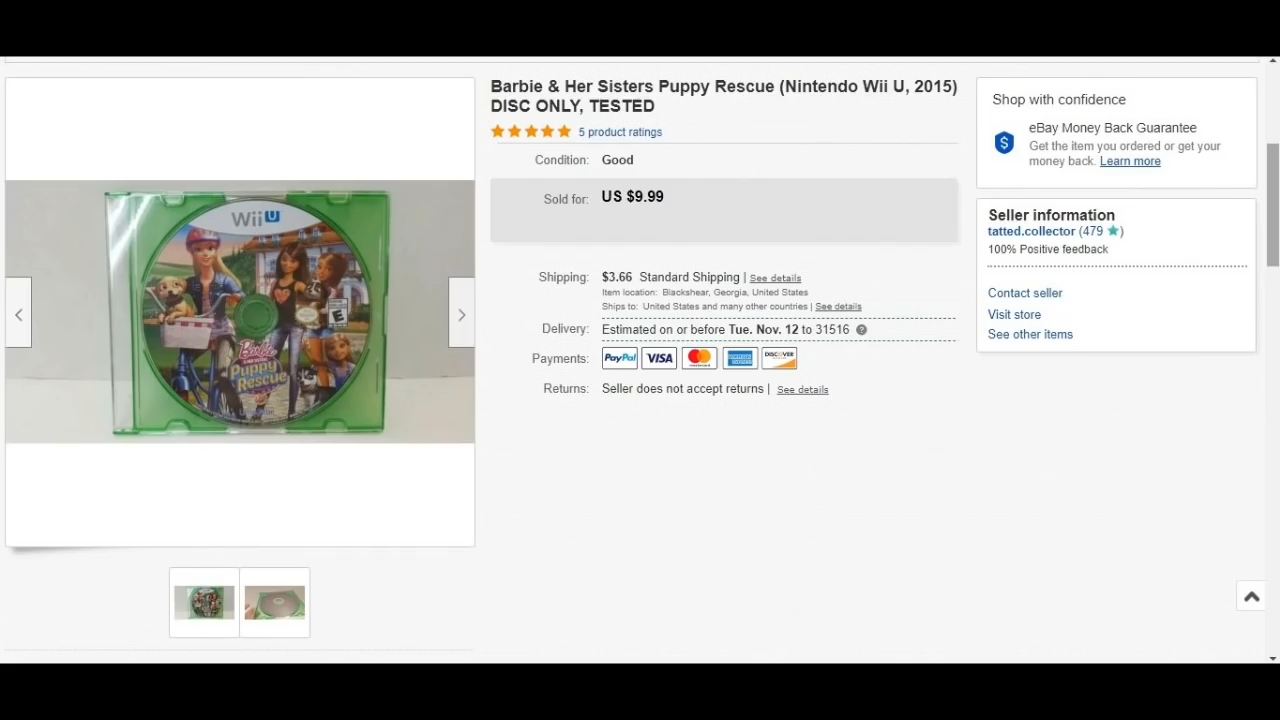 Barbie & Her Sisters Puppy Rescue (Nintendo Wii U, 2015)
DISC ONLY, TESTED
5 product ratings
Condition: Good
Sold for: US $9.99
Shipping: $3.66 Standard Shipping | See details
Item location: Blackshear, Georgia, United States
Ships to: United States and many other countries | See details
Delivery: Estimated on or before Tue. Nov. 12 to 31516
Payments: PayPal VISA DISCOVER
Returns: Seller does not accept returns | See details
Shop with confidence
eBay Money Back Guarantee
Get the item you ordered or get your
money back. Learn more
Seller information
tatted.collector (479)
100% Positive feedback
Contact seller
Visit store
See other items
Wii U
E
Barbie
& HER SISTERS
Puppy
Rescue